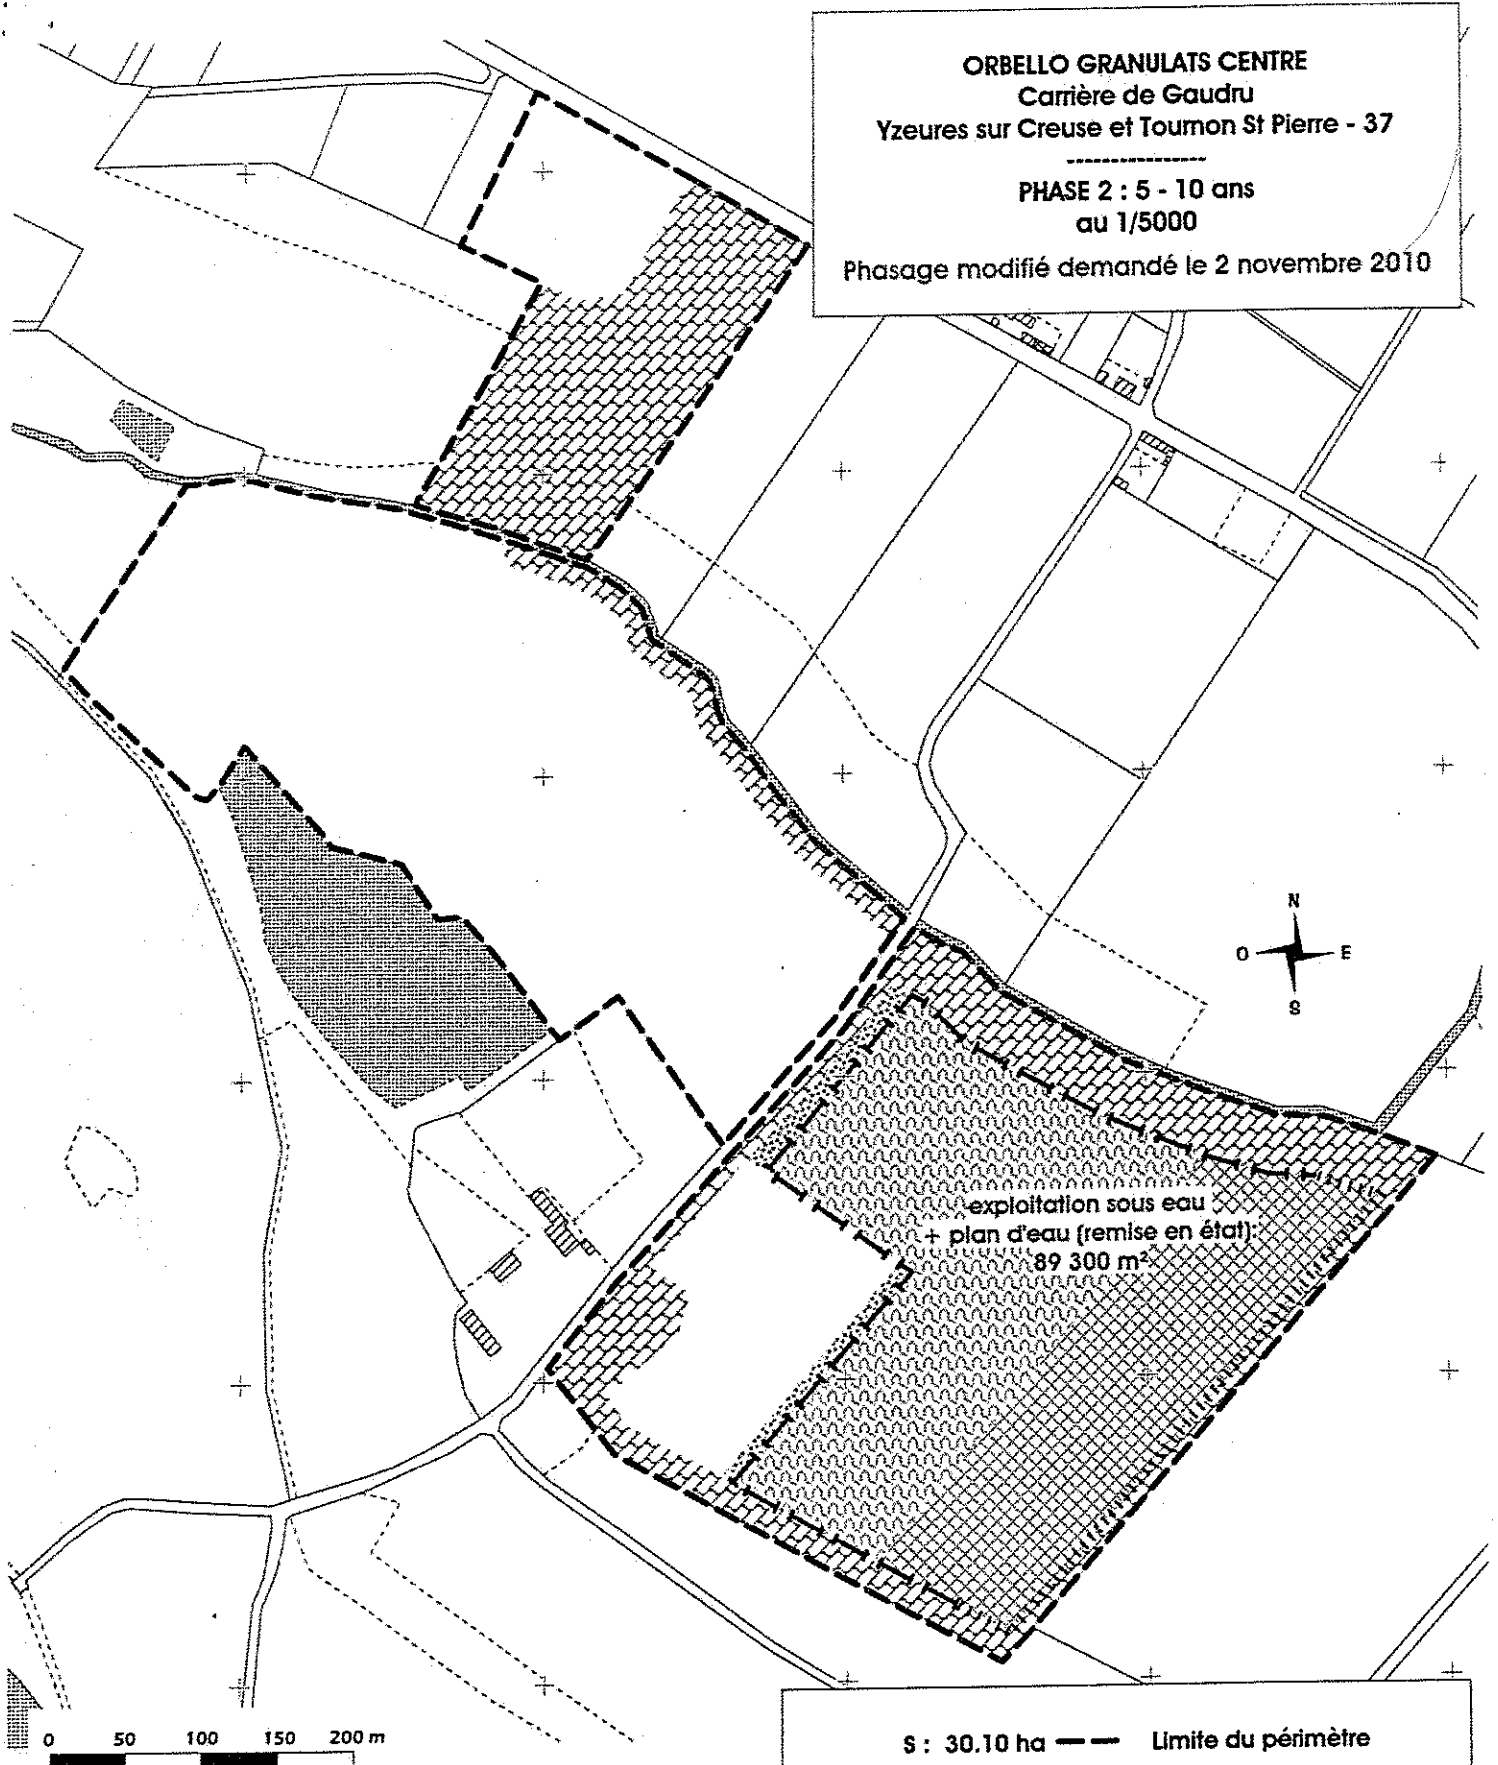 ORBELLO GRANULATS CENTRE
Carrière de Gaudru
Yzeures sur Creuse et Tournon St Pierre - 37
----------------
PHASE 2 : 5 - 10 ans
au 1/5000
Phasage modifié demandé le 2 novembre 2010
N
O E
S
exploitation sous eau
+ plan d'eau (remise en état):
89 300 m²
0 50 100 150 200 m
S : 30.10 ha Limite du périmètre